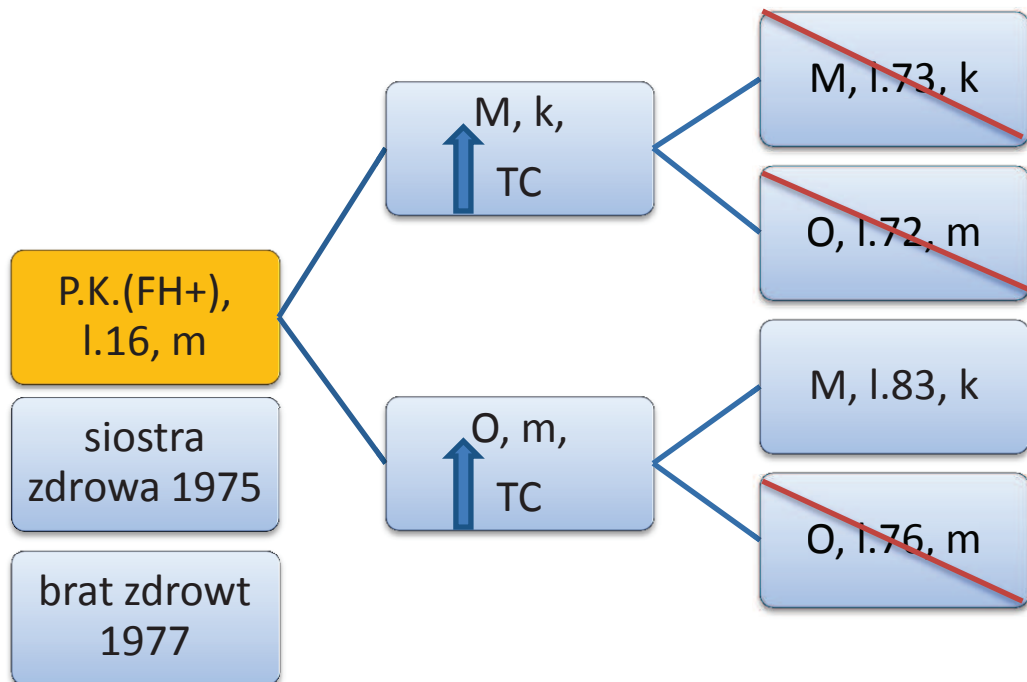 P.K.(FH+),
l.16, m
siostra
zdrowa 1975
brat zdrowt
1977
M, k,
TC
O, m,
TC
M, l.73, k
O, l.72, m
M, l.83, k
O, l.76, m